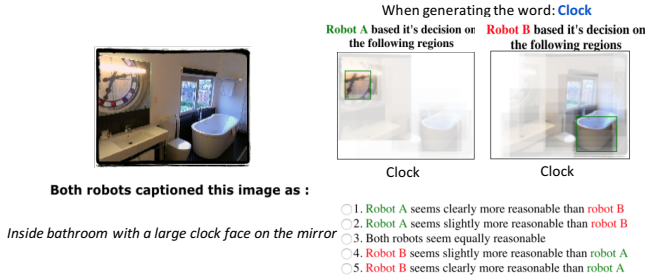 When generating the word: Clock
Robot A based it's decision on
the following regions
Robot B based it's decision on
the following regions
Clock
Clock
Both robots captioned this image as :
Inside bathroom with a large clock face on the mirror
1. Robot A seems clearly more reasonable than robot B
2. Robot A seems slightly more reasonable than robot B
3. Both robots seem equally reasonable
4. Robot B seems slightly more reasonable than robot A
5. Robot B seems clearly more reasonable than robot A